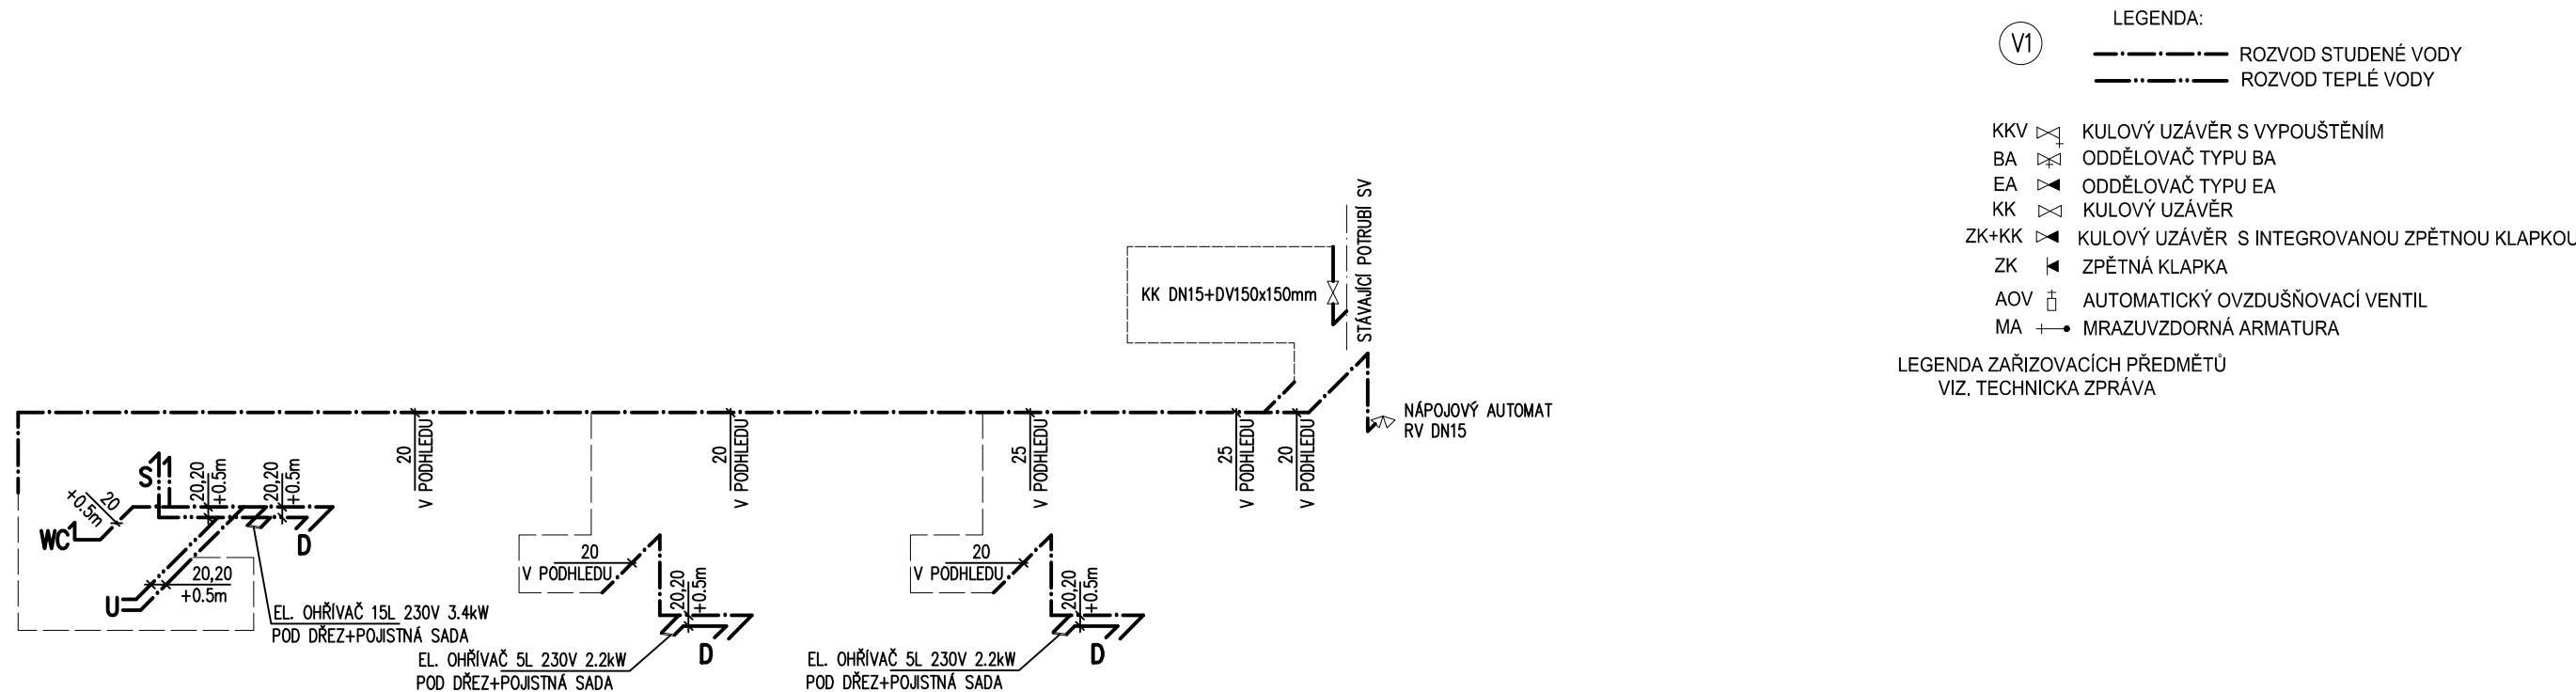 LEGENDA:
V1
ROZVOD STUDENÉ VODY
ROZVOD TEPLÉ VODY
KKV KULOVÝ UZÁVĚR S VYPOUŠTĚNÍM
BA ODDĚLOVAČ TYPU BA
EA ODDĚLOVAČ TYPU EA
KK KULOVÝ UZÁVĚR
ZK+KK KULOVÝ UZÁVĚR S INTEGROVANOU ZPĚTNOU KLAPKOU
ZK ZPĚTNÁ KLAPKA
AOV AUTOMATICKÝ OVZDUŠŇOVACÍ VENTIL
MA MRAZUVZDORNÁ ARMATURA
LEGENDA ZAŘIZOVACÍCH PŘEDMĚTŮ
VIZ. TECHNICKA ZPRÁVA
STÁVAJÍCÍ POTRUBÍ SV
KK DN15+DV150x150mm
NÁPOJOVÝ AUTOMAT
RV DN15
20
V PODHLEDU
20
V PODHLEDU
25
V PODHLEDU
25
V PODHLEDU
20
V PODHLEDU
S
20,20
+0.5m
20,20
+0.5m
20
+0.5m
WC
D
20,20
+0.5m
U
EL. OHŘÍVAČ 15L 230V 3.4kW
POD DŘEZ+POJISTNÁ SADA
20
V PODHLEDU
20,20
+0.5m
D
EL. OHŘÍVAČ 5L 230V 2.2kW
POD DŘEZ+POJISTNÁ SADA
20
V PODHLEDU
20,20
+0.5m
D
EL. OHŘÍVAČ 5L 230V 2.2kW
POD DŘEZ+POJISTNÁ SADA